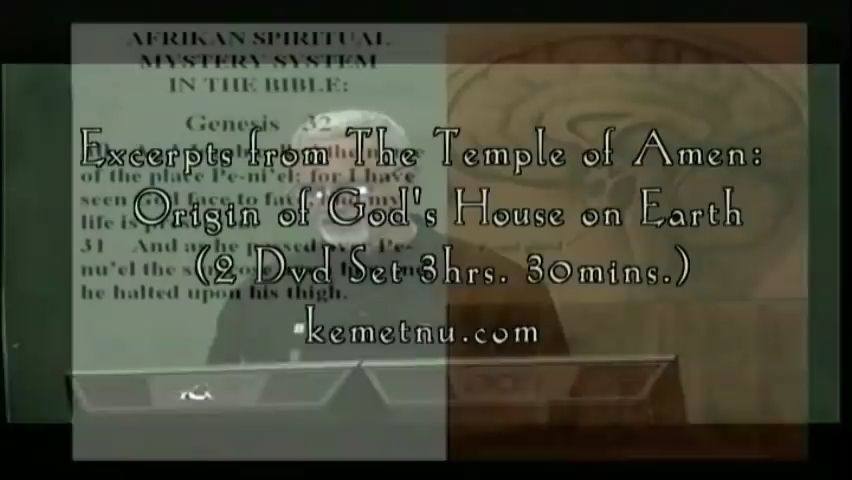 AFRIKAN SPIRITUAL
MYSTERY SYSTEM
IN THE BIBLE:
Genesis 32
of the place Pe-ni'el: for I have
seen God face to face, my
life is
31 And as he passed over Pe-
nu'el the
he halted upon his thigh.
Excerpts from The Temple of Amen:
Origin of God's House on Earth
(2 Dvd Set 3hrs. 30mins.)
kemetnu.com